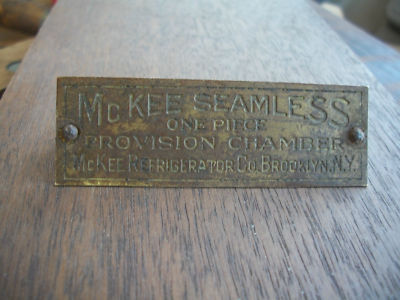 McKEE SEAMLESS
ONE PIECE
PROVISION CHAMBER
McKEE REFRIGERATOR Co. BROOKLYN, N.Y.